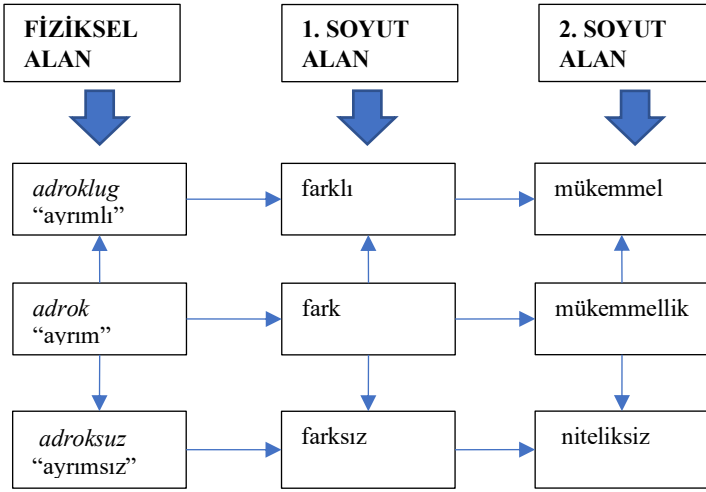 FİZİKSEL
ALAN
1. SOYUT
ALAN
2. SOYUT
ALAN
adroklug
“ayrımlı”
farklı
mükemmel
adrok
“ayrım”
fark
mükemmellik
adroksuz
“ayrımsız”
farksız
niteliksiz